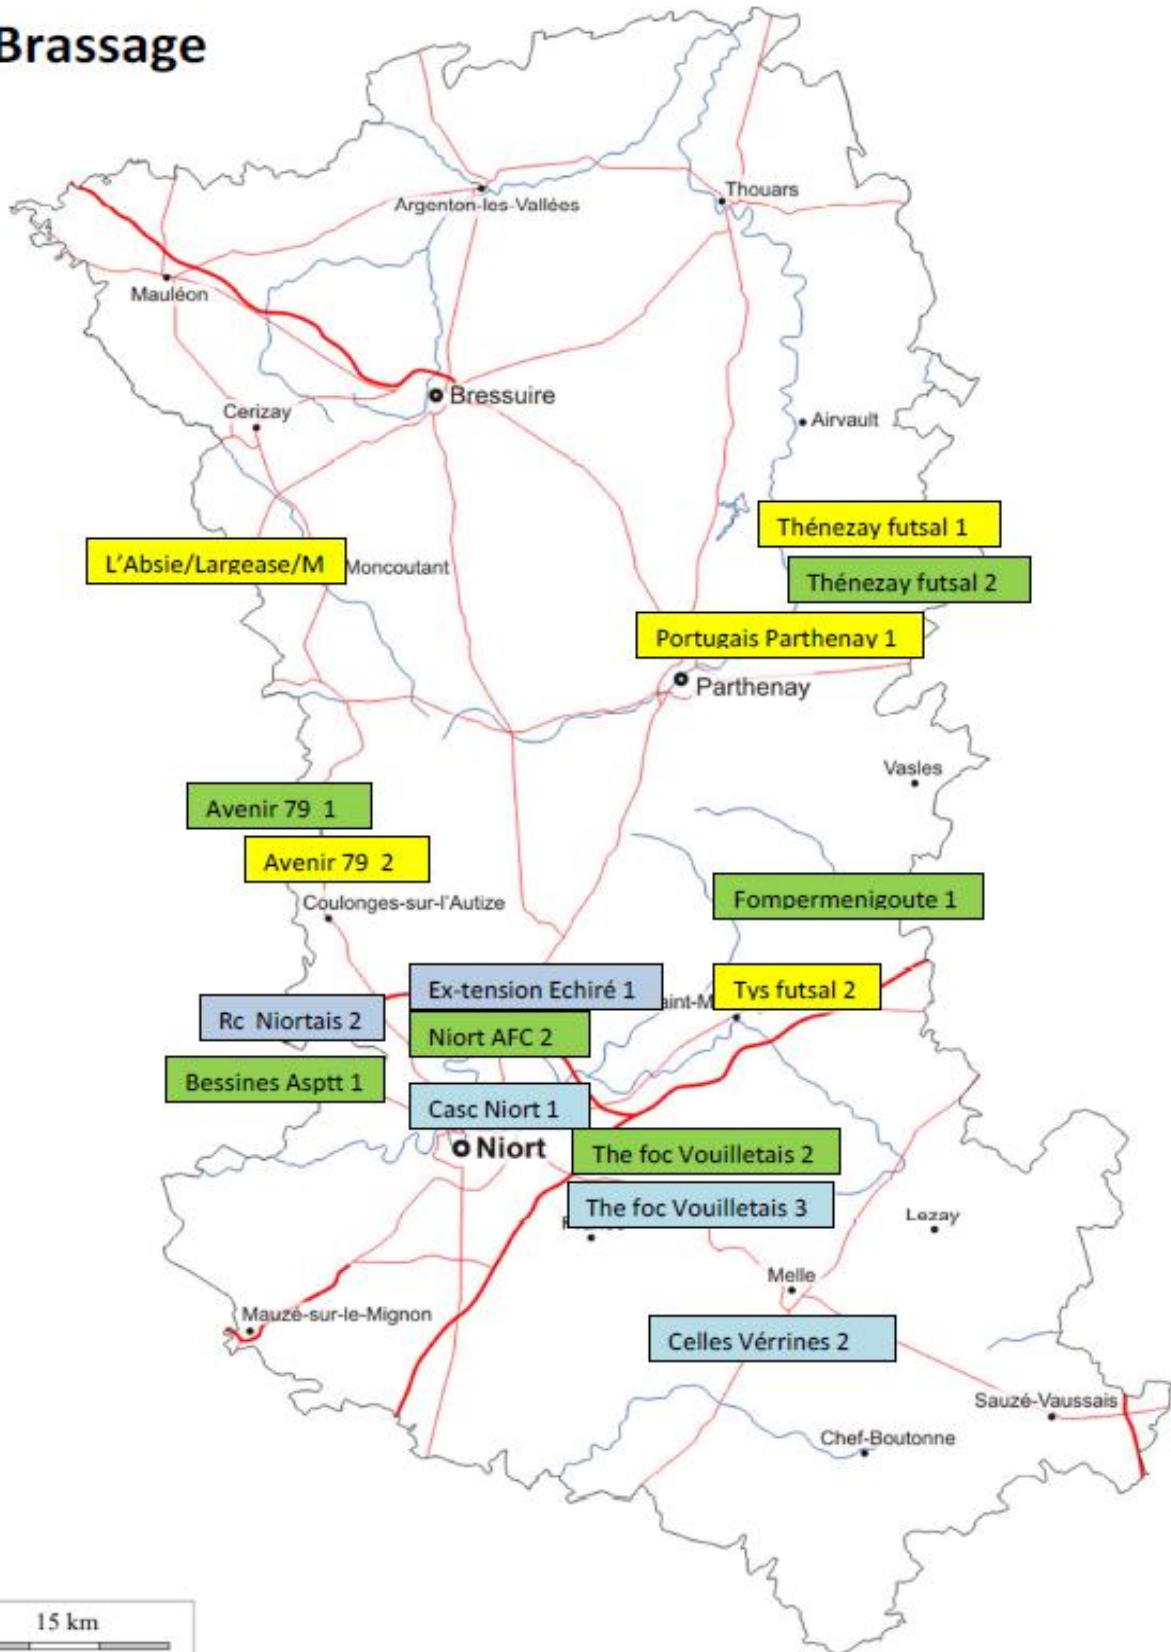 Brassage
Thouars
Argenton-les-Vallées
Mauléon
Bressuire
Cerizay
Airvault
Thénezay futsal 1
L'Absie/Largease/M
Moncoutant
Thénezay futsal 2
Portugais Parthenay 1
Parthenay
Vasles
Avenir 79 1
Avenir 79 2
Fompermenigoute 1
Coulonges-sur-l'Autize
Ex-tension Echiré 1
Tys futsal 2
Rc Niortais 2
Niort AFC 2
Bessines Asptt 1
Casc Niort 1
Niort
The foc Vouilletais 2
The foc Vouilletais 3
Lezay
Melle
Mauzé-sur-le-Mignon
Celles Vérrines 2
Sauzé-Vaussais
Chef-Boutonne
15 km